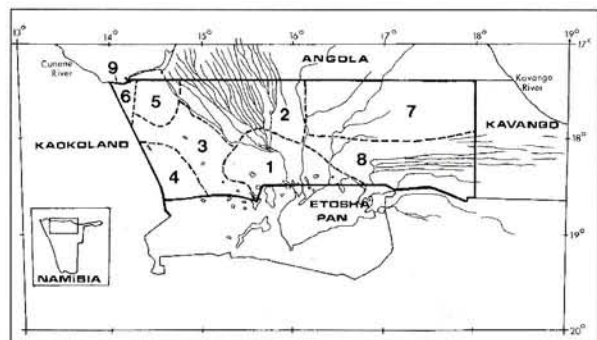 13° 14° 15° 16° 17° 18° 19°
17°
ANGOLA
Cunene River
Kavango River
9
6
5
2
7
KAVANGO
18°
KAOKOLAND
3
1
8
4
ETOSHA PAN
19°
NAMIBIA
20°